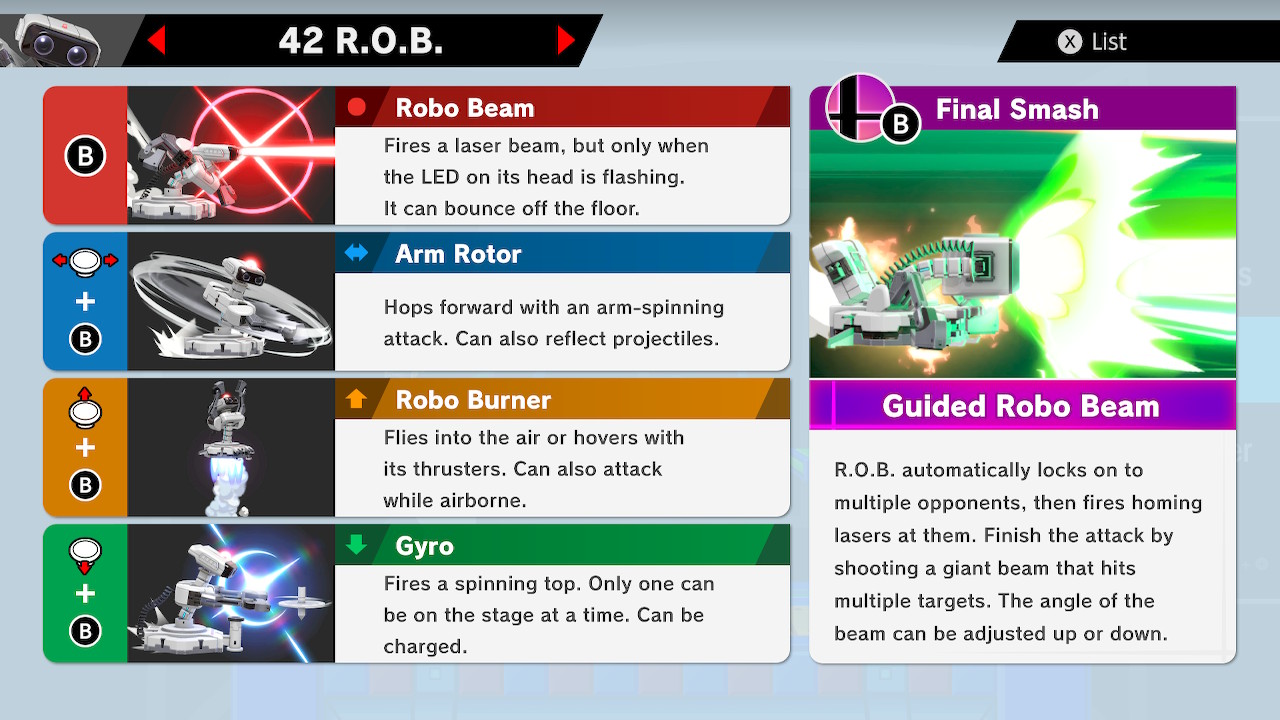 42 R.O.B.
X List
B
Robo Beam
Fires a laser beam, but only when
the LED on its head is flashing.
It can bounce off the floor.
+
B
Arm Rotor
Hops forward with an arm-spinning
attack. Can also reflect projectiles.
+
B
Robo Burner
Flies into the air or hovers with
its thrusters. Can also attack
while airborne.
+
B
Gyro
Fires a spinning top. Only one can
be on the stage at a time. Can be
charged.
B
Final Smash
Guided Robo Beam
R.O.B. automatically locks on to
multiple opponents, then fires homing
lasers at them. Finish the attack by
shooting a giant beam that hits
multiple targets. The angle of the
beam can be adjusted up or down.